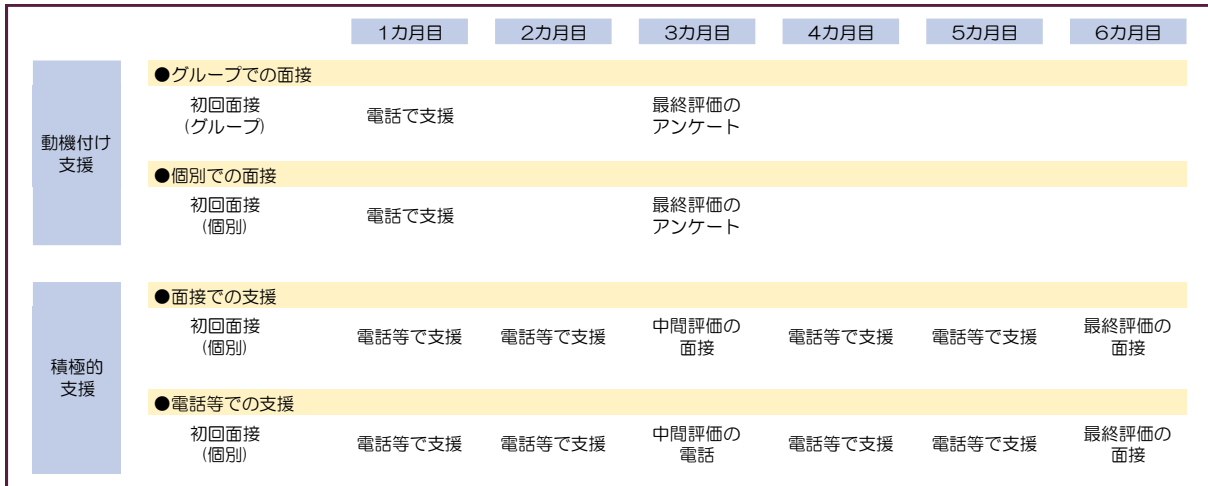 1カ月目 2カ月目 3カ月目 4カ月目 5カ月目 6カ月目
動機付け
支援
●グループでの面接
初回面接
(グループ)
電話で支援
最終評価の
アンケート
●個別での面接
初回面接
(個別)
電話で支援
最終評価の
アンケート
積極的
支援
●面接での支援
初回面接
(個別)
電話等で支援
電話等で支援
中間評価の
面接
電話等で支援
電話等で支援
最終評価の
面接
●電話等での支援
初回面接
(個別)
電話等で支援
電話等で支援
中間評価の
電話
電話等で支援
電話等で支援
最終評価の
面接